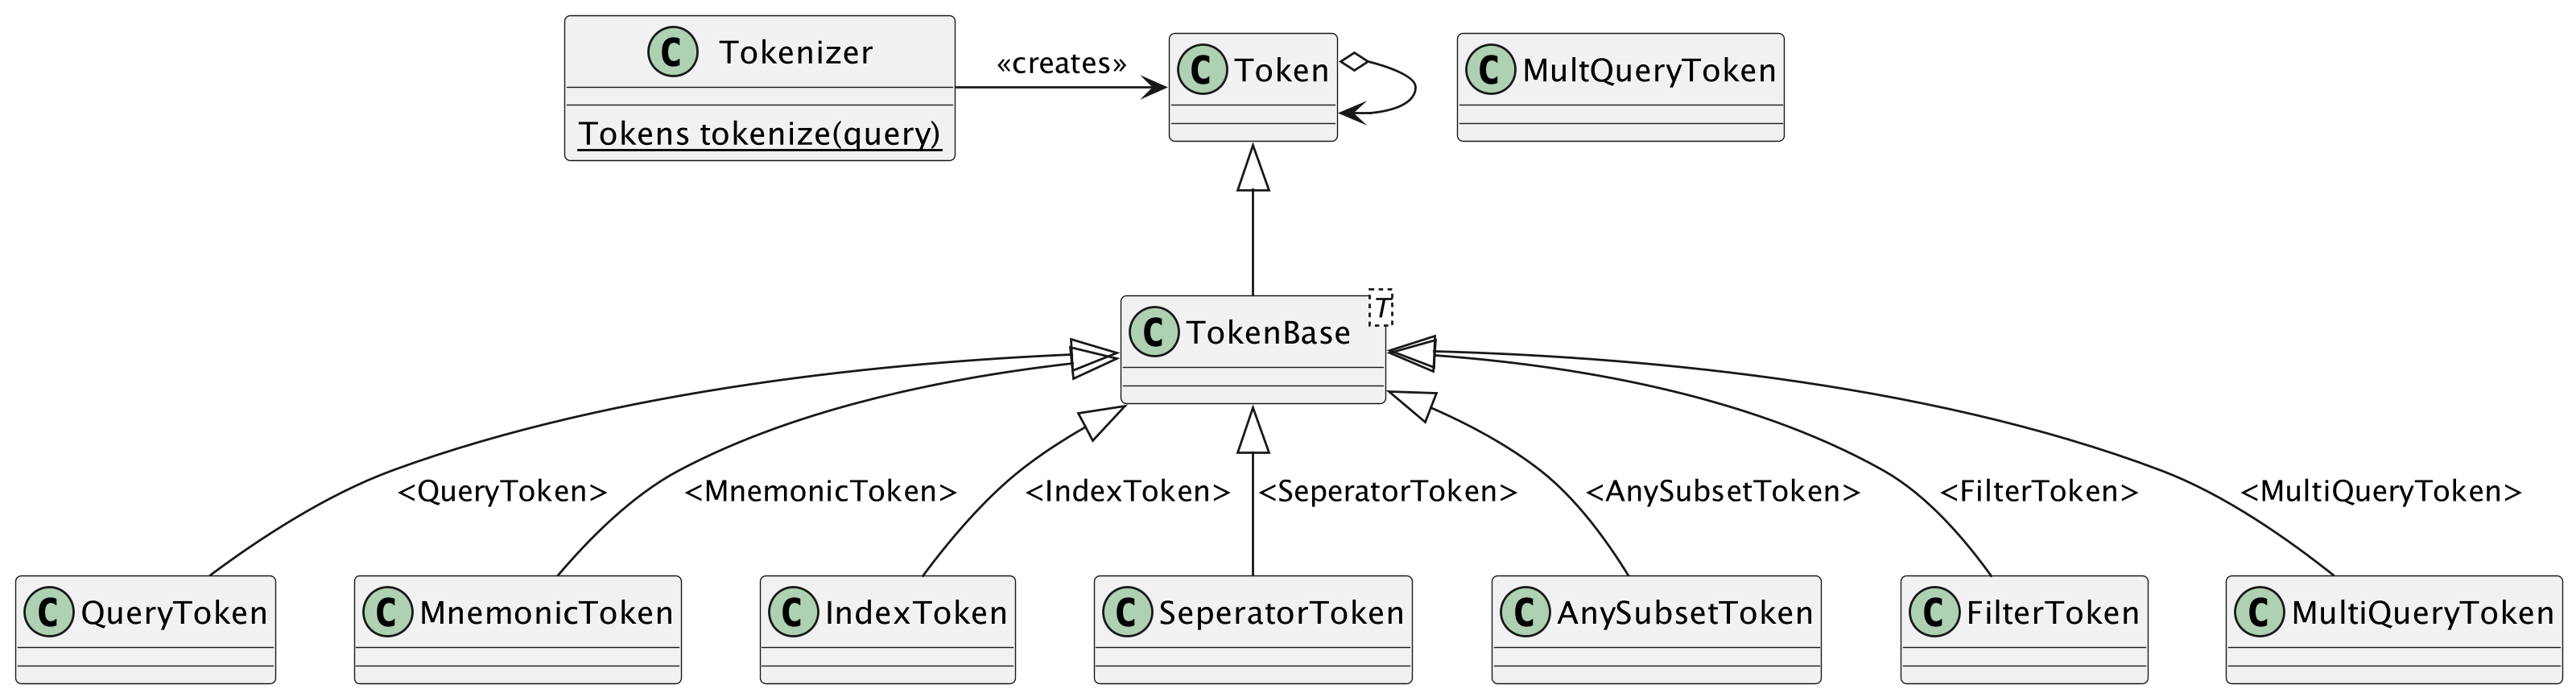 C Tokenizer
Tokens tokenize(query)
«creates»
C Token
C MultQueryToken
C TokenBase
T
<QueryToken>
<MnemonicToken>
<IndexToken>
<SeperatorToken>
<AnySubsetToken>
<FilterToken>
<MultiQueryToken>
C QueryToken
C MnemonicToken
C IndexToken
C SeperatorToken
C AnySubsetToken
C FilterToken
C MultiQueryToken